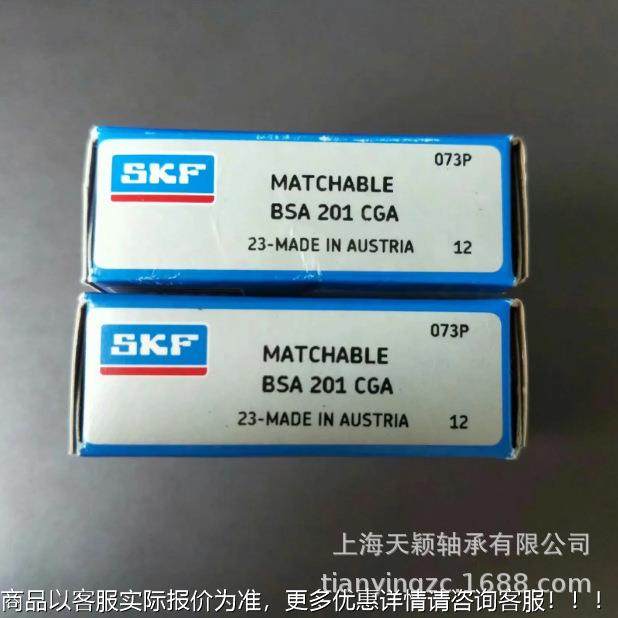 073P
SKF
MATCHABLE
BSA 201 CGA
23-MADE IN AUSTRIA 12
073P
SKF
MATCHABLE
BSA 201 CGA
23-MADE IN AUSTRIA 12
上海天颖轴承有限公司
tianyingzc.1688.com
商品以客服实际报价为准，更多优惠详情请咨询客服！！！